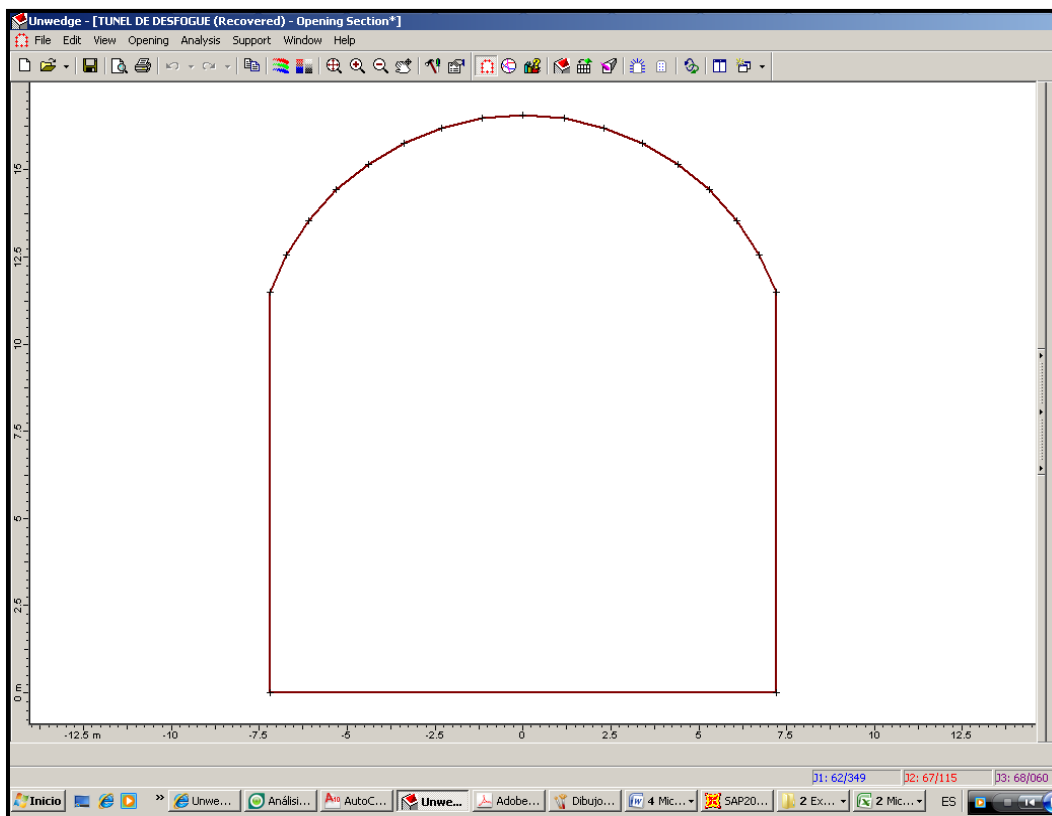 Unwedge - [TUNEL DE DESFOGUE (Recovered) - Opening Section*]
File Edit View Opening Analysis Support Window Help
15
12.5
10
7.5
5
2.5
0 m
-12.5 m -10 -7.5 -5 -2.5 0 2.5 5 7.5 10 12.5
J1: 62/349 J2: 67/115 J3: 68/060
Inicio » Unwe... Análisi... AutoC... Unwe... Adobe... Dibujo... 4 Mic... SAP20... 2 Ex... 2 Mic... ES